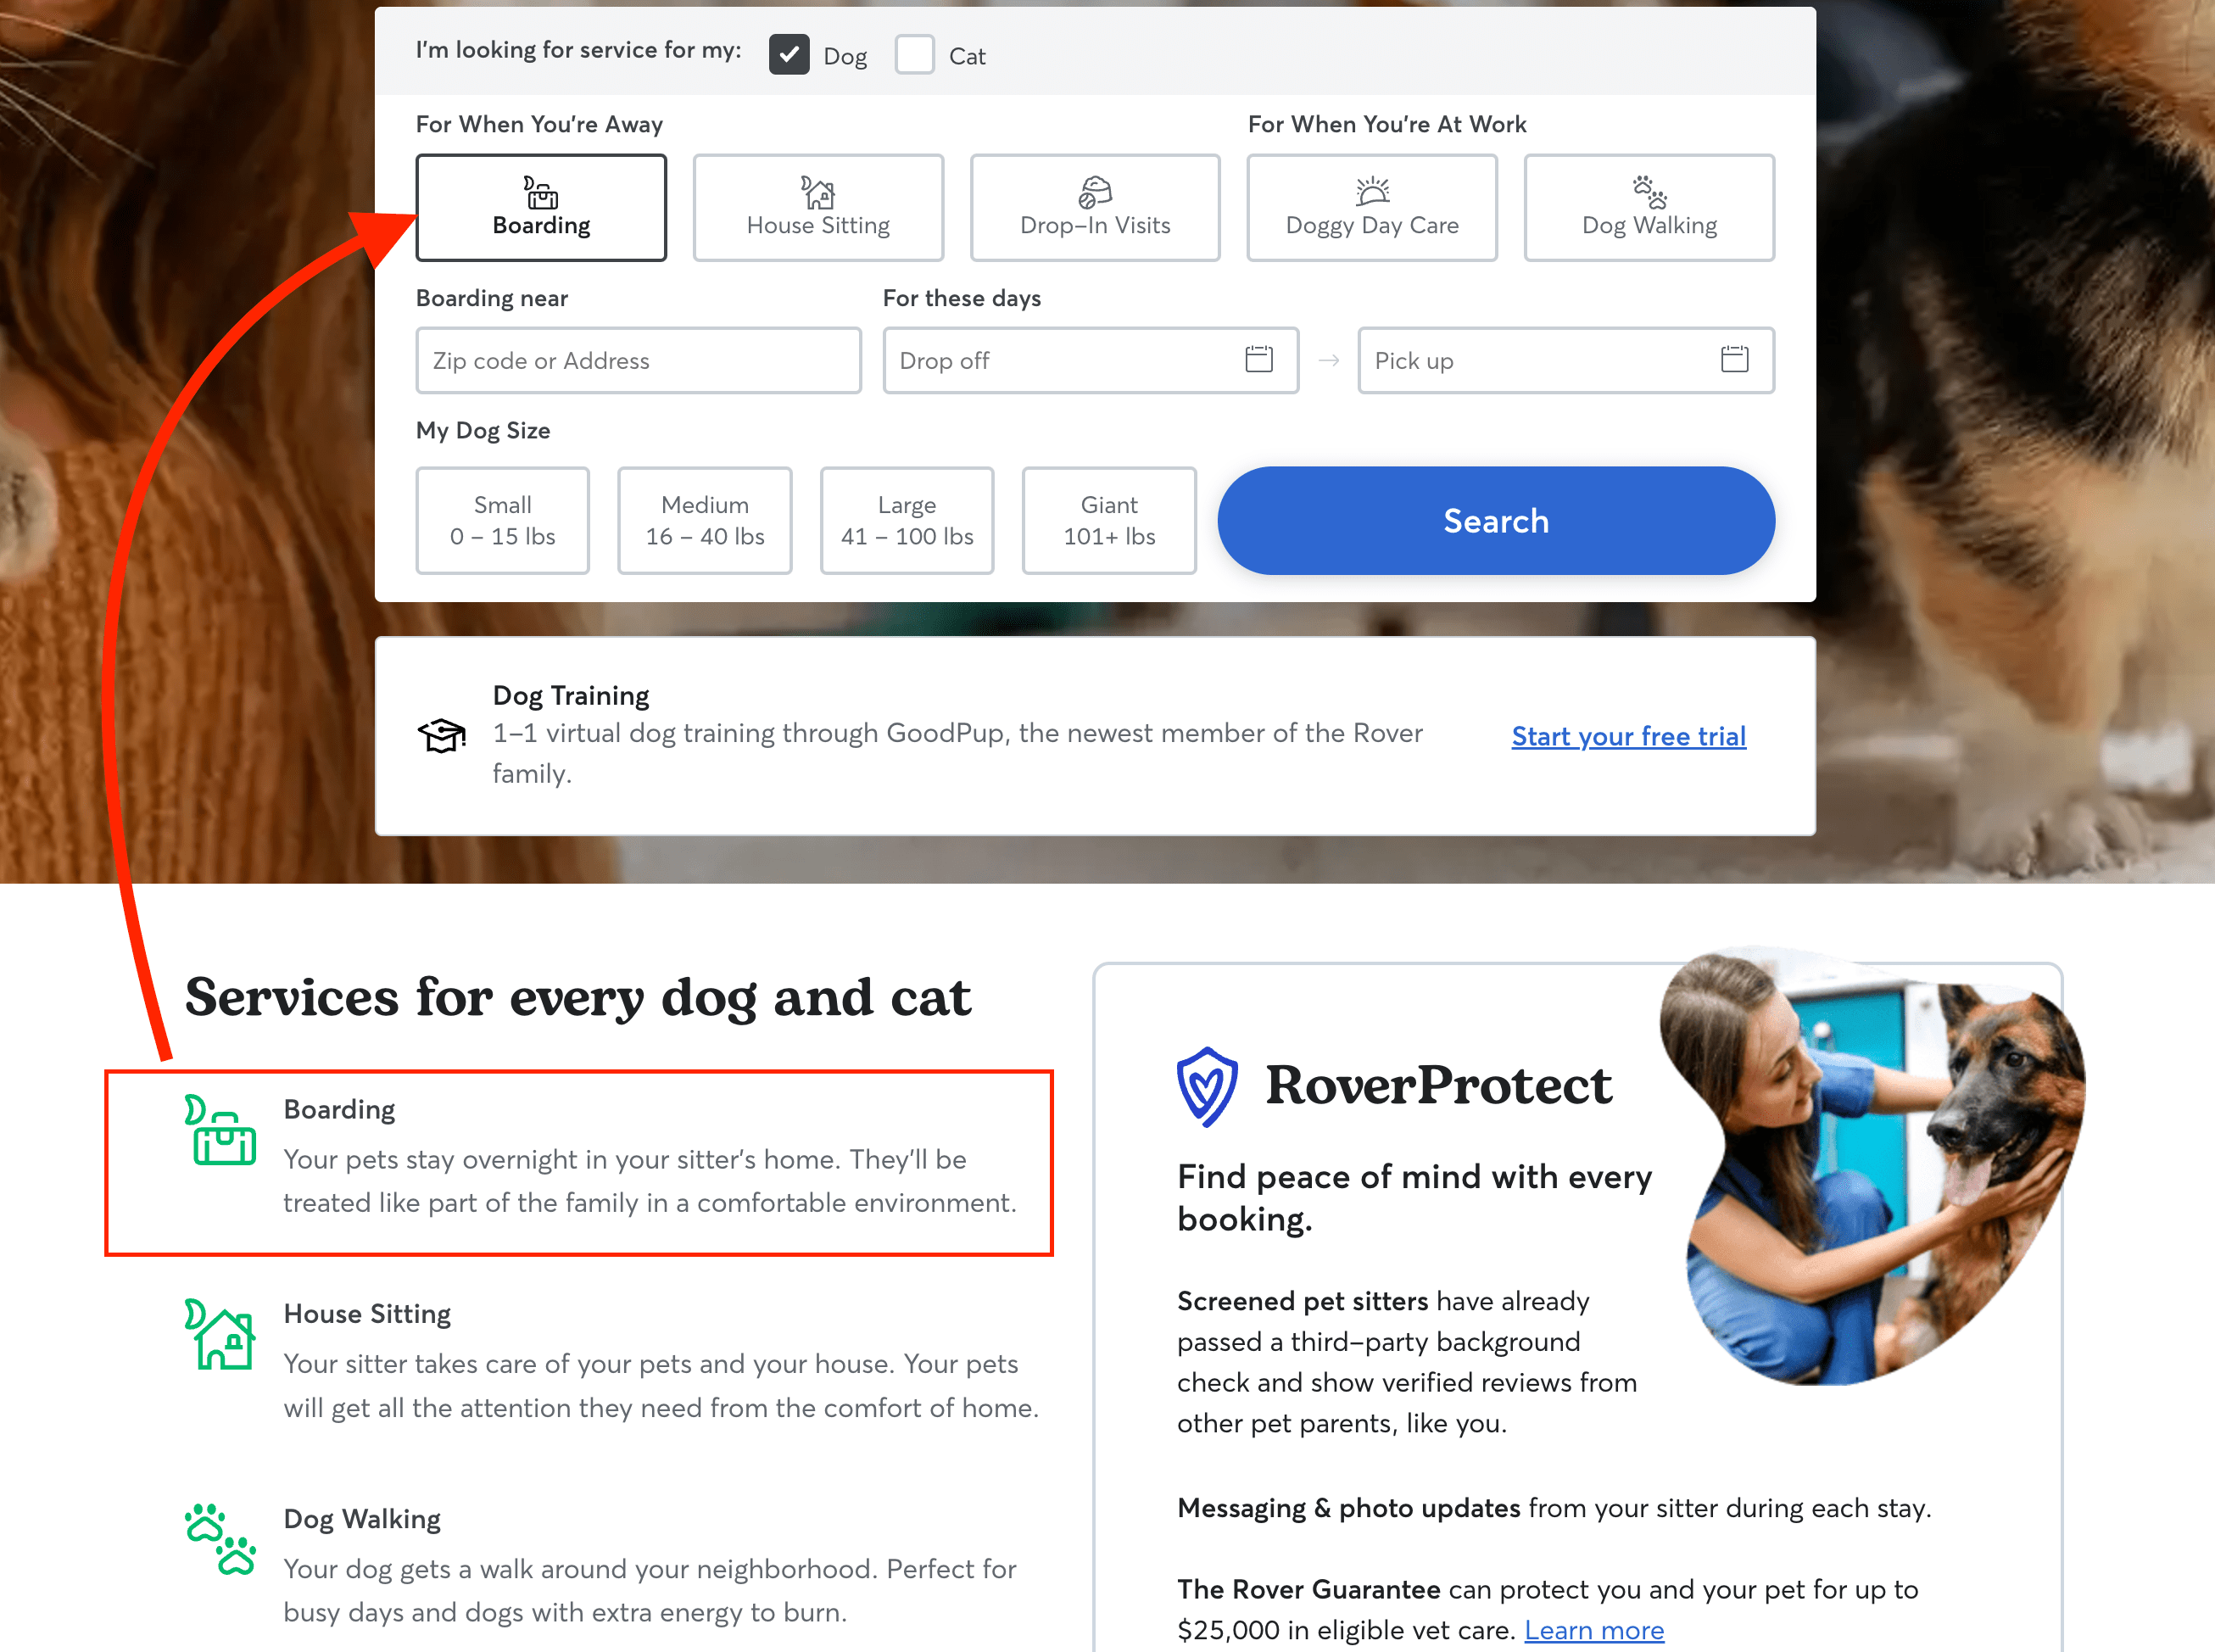 I'm looking for service for my: Dog Cat
For When You're Away
For When You're At Work
Boarding
House Sitting
Drop-In Visits
Doggy Day Care
Dog Walking
Boarding near
For these days
Zip code or Address
Drop off
Pick up
My Dog Size
Small
0 – 15 lbs
Medium
16 – 40 lbs
Large
41 – 100 lbs
Giant
101+ lbs
Search
Dog Training
1-1 virtual dog training through GoodPup, the newest member of the Rover
family.
Start your free trial
Services for every dog and cat
Boarding
Your pets stay overnight in your sitter's home. They'll be
treated like part of the family in a comfortable environment.
House Sitting
Your sitter takes care of your pets and your house. Your pets
will get all the attention they need from the comfort of home.
Dog Walking
Your dog gets a walk around your neighborhood. Perfect for
busy days and dogs with extra energy to burn.
RoverProtect
Find peace of mind with every
booking.
Screened pet sitters have already
passed a third-party background
check and show verified reviews from
other pet parents, like you.
Messaging & photo updates from your sitter during each stay.
The Rover Guarantee can protect you and your pet for up to
$25,000 in eligible vet care. Learn more